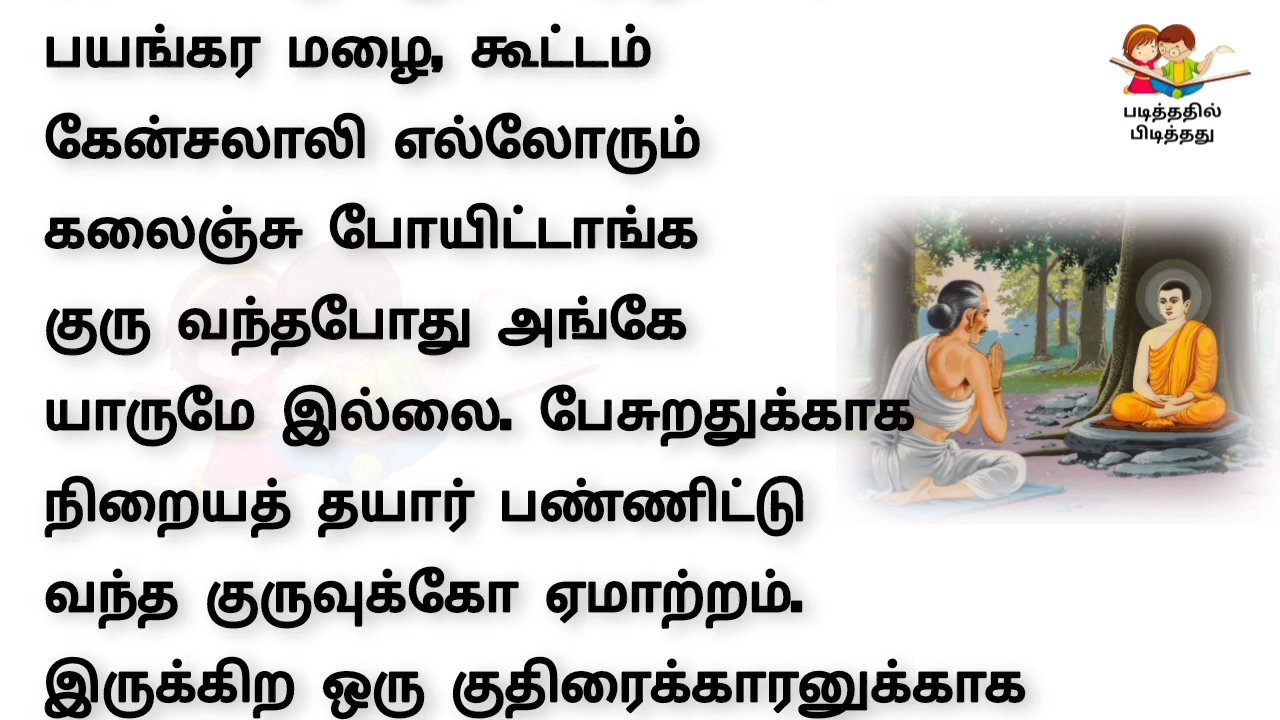 பயங்கர மழை, கூட்டம்
கேன்சலாலி எல்லோரும்
கலைஞ்சு போயிட்டாங்க
குரு வந்தபோது அங்கே
யாருமே இல்லை. பேசுறதுக்காக
நிறையத் தயார் பண்ணிட்டு
வந்த குருவுக்கோ ஏமாற்றம்.
இருக்கிற ஒரு குதிரைக்காரனுக்காக
படித்ததில்
பிடித்தது